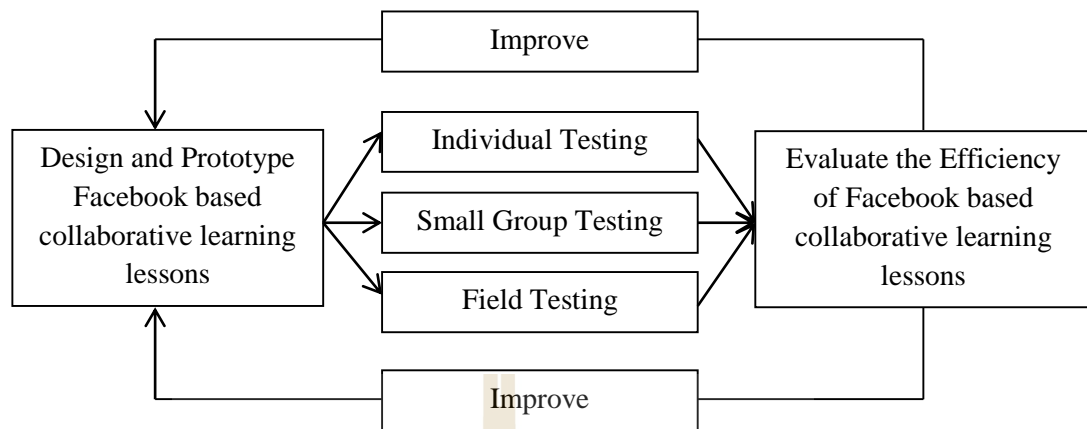 Improve
Design and Prototype
Facebook based
collaborative learning
lessons
Individual Testing
Small Group Testing
Field Testing
Evaluate the Efficiency
of Facebook based
collaborative learning
lessons
Improve